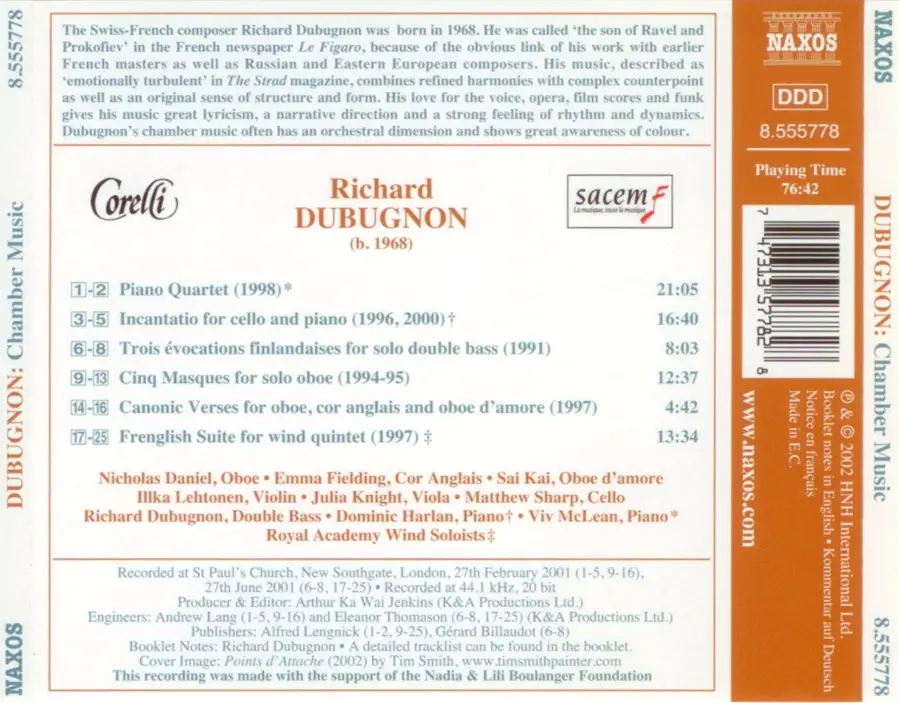 The Swiss-French composer Richard Dubugnon was born in 1968. He was called ‘the son of Ravel and
Prokofiev’ in the French newspaper Le Figaro, because of the obvious link of his work with earlier
French masters as well as Russian and Eastern European composers. His music, described as
‘emotionally turbulent’ in The Strad magazine, combines refined harmonies with complex counterpoint
as well as an original sense of structure and form. His love for the voice, opera, film scores and funk
gives his music great lyricism, a narrative direction and a strong feeling of rhythm and dynamics.
Dubugnon’s chamber music often has an orchestral dimension and shows great awareness of colour.
Corelli
Richard
DUBUGNON
(b. 1968)
sacem
La musique, toute la musique
1-2 Piano Quartet (1998)* 21:05
3-5 Incantatio for cello and piano (1996, 2000)† 16:40
6-8 Trois évocations finlandaises for solo double bass (1991) 8:03
9-13 Cinq Masques for solo oboe (1994-95) 12:37
14-16 Canonic Verses for oboe, cor anglais and oboe d’amore (1997) 4:42
17-25 Frenglish Suite for wind quintet (1997) ‡ 13:34
Nicholas Daniel, Oboe • Emma Fielding, Cor Anglais • Sai Kai, Oboe d’amore
Illka Lehtonen, Violin • Julia Knight, Viola • Matthew Sharp, Cello
Richard Dubugnon, Double Bass • Dominic Harlan, Piano† • Viv McLean, Piano*
Royal Academy Wind Soloists‡
Recorded at St Paul’s Church, New Southgate, London, 27th February 2001 (1-5, 9-16),
27th June 2001 (6-8, 17-25) • Recorded at 44.1 kHz, 20 bit
Producer & Editor: Arthur Ka Wai Jenkins (K&A Productions Ltd.)
Engineers: Andrew Lang (1-5, 9-16) and Eleanor Thomason (6-8, 17-25) (K&A Productions Ltd.)
Publishers: Alfred Lengnick (1-2, 9-25), Gérard Billaudot (6-8)
Booklet Notes: Richard Dubugnon • A detailed tracklist can be found in the booklet.
Cover Image: Points d’Attache (2002) by Tim Smith, www.timsmithpainter.com
This recording was made with the support of the Nadia & Lili Boulanger Foundation
NAXOS
DDD
8.555778
Playing Time
76:42
7 47313 57782 8
℗ & © 2002 HNH International Ltd.
Booklet notes in English • Kommentar auf Deutsch
Notice en français
Made in E.C.
www.naxos.com
NAXOS
DUBUGNON: Chamber Music
8.555778
NAXOS
DUBUGNON: Chamber Music
8.555778